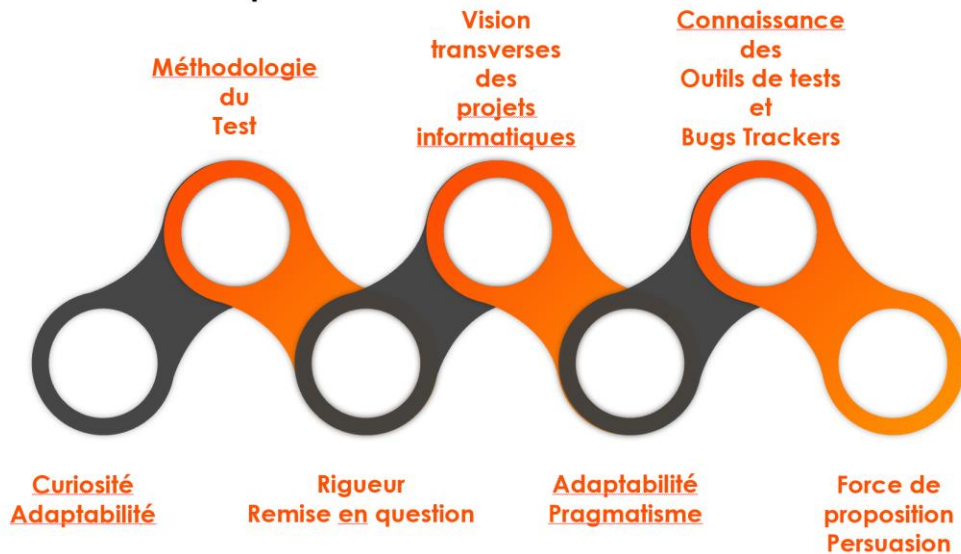 Méthodologie
du
Test
Vision
transverses
des
projets
informatiques
Connaissance
des
Outils de tests
et
Bugs Trackers
Curiosité
Adaptabilité
Rigueur
Remise en question
Adaptabilité
Pragmatisme
Force de
proposition
Persuasion